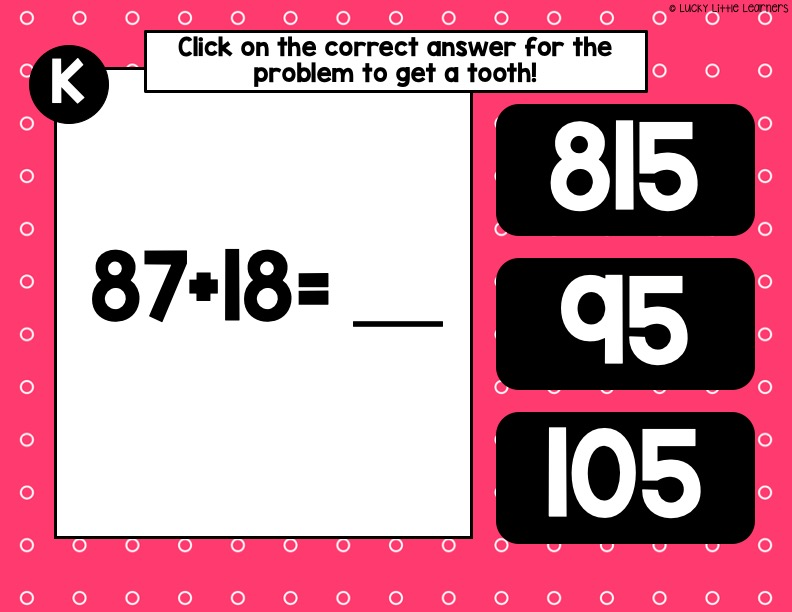 © Lucky Little Learners
Click on the correct answer for the
problem to get a tooth!
K
87+18= ___
815
95
105